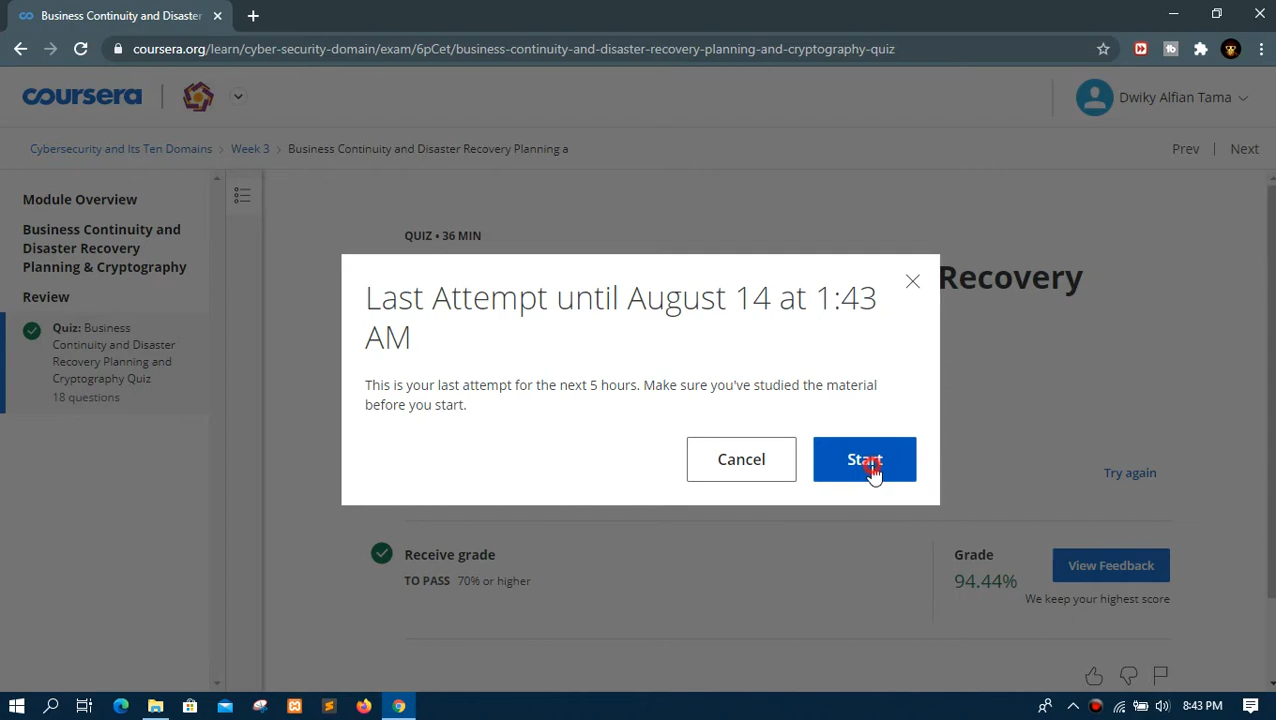 Business Continuity and Disaster
coursera.org/learn/cyber-security-domain/exam/6pCet/business-continuity-and-disaster-recovery-planning-and-cryptography-quiz
coursera
Dwiky Alfian Tama
Cybersecurity and Its Ten Domains > Week 3 > Business Continuity and Disaster Recovery Planning a
Prev | Next
Module Overview
Business Continuity and
Disaster Recovery
Planning & Cryptography
Review
Quiz: Business
Continuity and Disaster
Recovery Planning and
Cryptography Quiz
18 questions
QUIZ • 36 MIN
Recovery
Last Attempt until August 14 at 1:43
AM
This is your last attempt for the next 5 hours. Make sure you've studied the material
before you start.
Cancel
Start
Try again
Receive grade
TO PASS 70% or higher
Grade
94.44%
View Feedback
We keep your highest score
8:43 PM